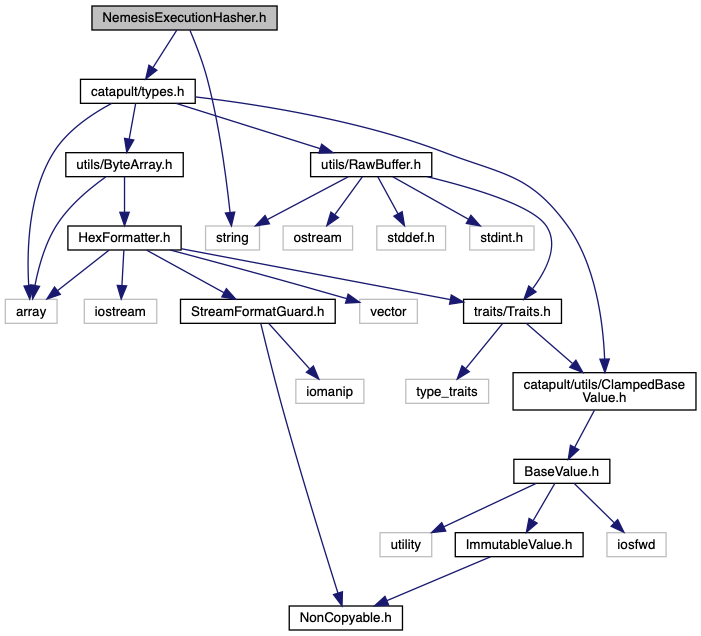 NemesisExecutionHasher.h
catapult/types.h
utils/ByteArray.h
utils/RawBuffer.h
HexFormatter.h
string
ostream
stddef.h
stdint.h
array
iostream
StreamFormatGuard.h
vector
traits/Traits.h
iomanip
type_traits
catapult/utils/ClampedBase
Value.h
BaseValue.h
utility
ImmutableValue.h
iosfwd
NonCopyable.h